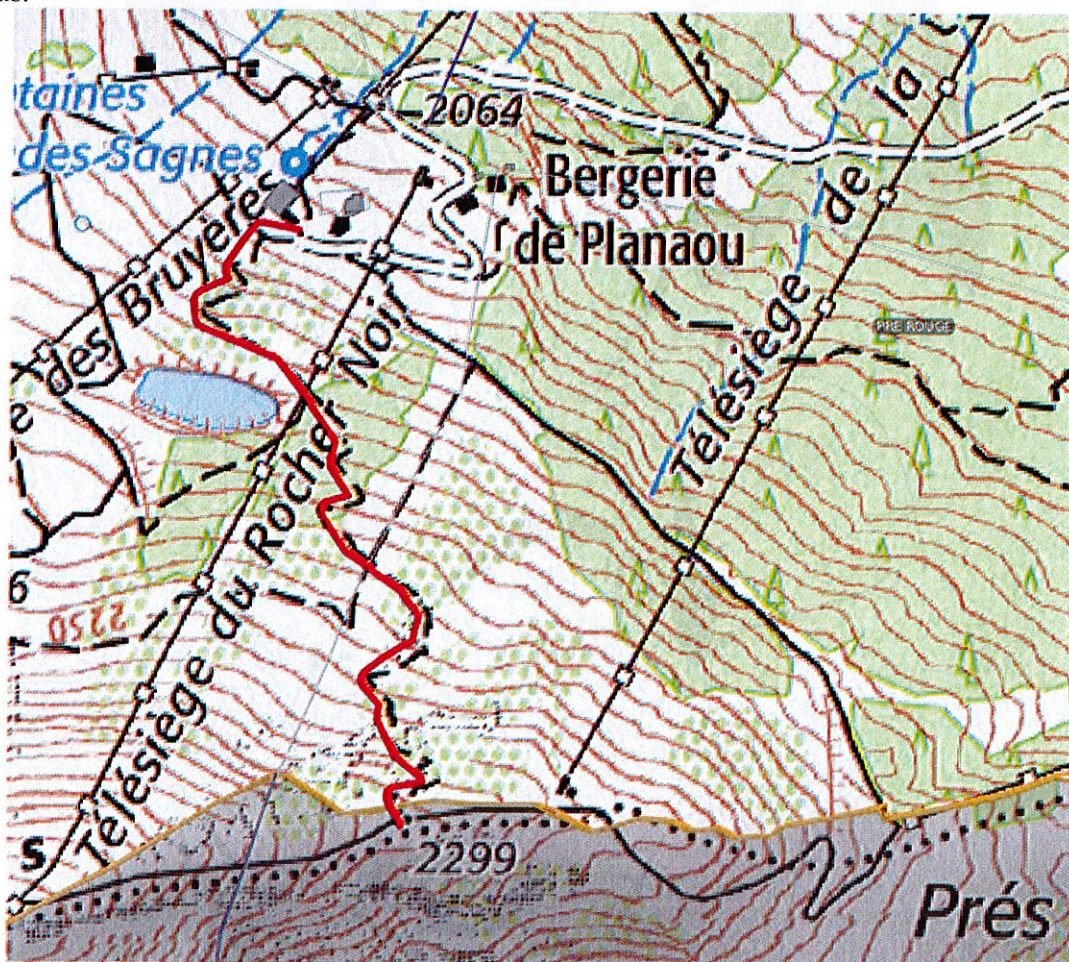 taines
des Sagnes
2064
Bergerie
de Planaou
PRE ROUGE
des Bruyères
Télésiège de la
Télésiège du Rocher Noir
e
6
2250
s
2299
Prés